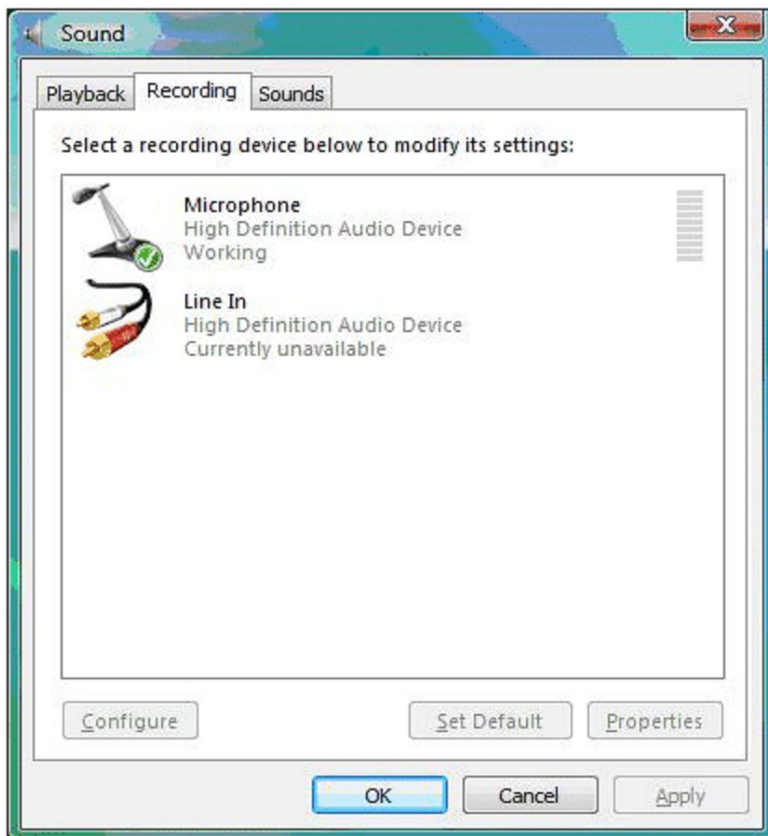 Sound
Playback Recording Sounds
Select a recording device below to modify its settings:
Microphone
High Definition Audio Device
Working
Line In
High Definition Audio Device
Currently unavailable
Configure Set Default Properties
OK Cancel Apply